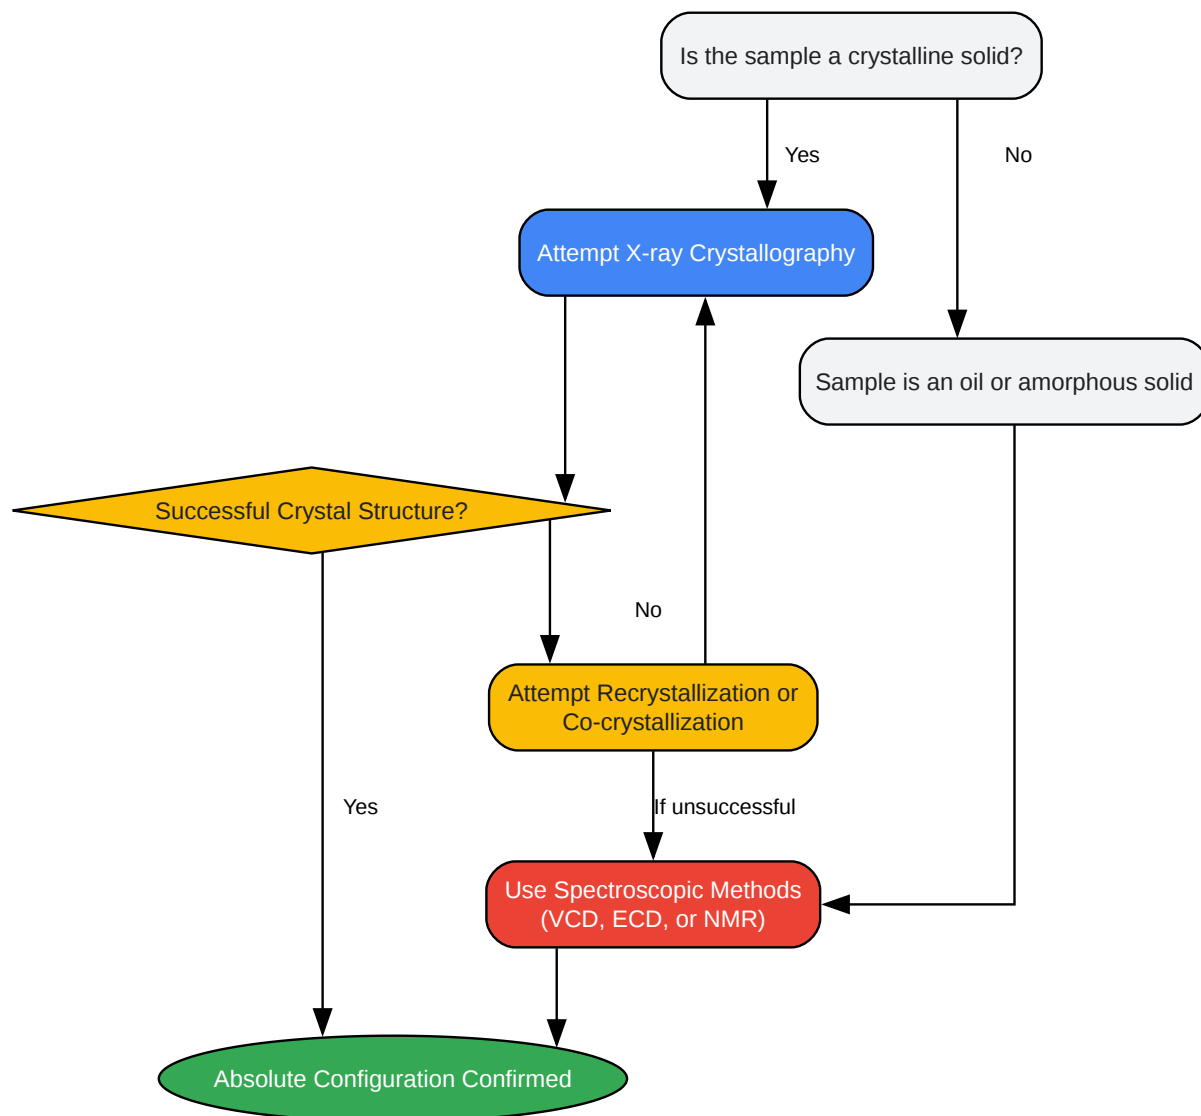 Is the sample a crystalline solid?
Yes
No
Attempt X-ray Crystallography
Sample is an oil or amorphous solid
Successful Crystal Structure?
No
Attempt Recrystallization or
Co-crystallization
Yes
If unsuccessful
Use Spectroscopic Methods
(VCD, ECD, or NMR)
Absolute Configuration Confirmed